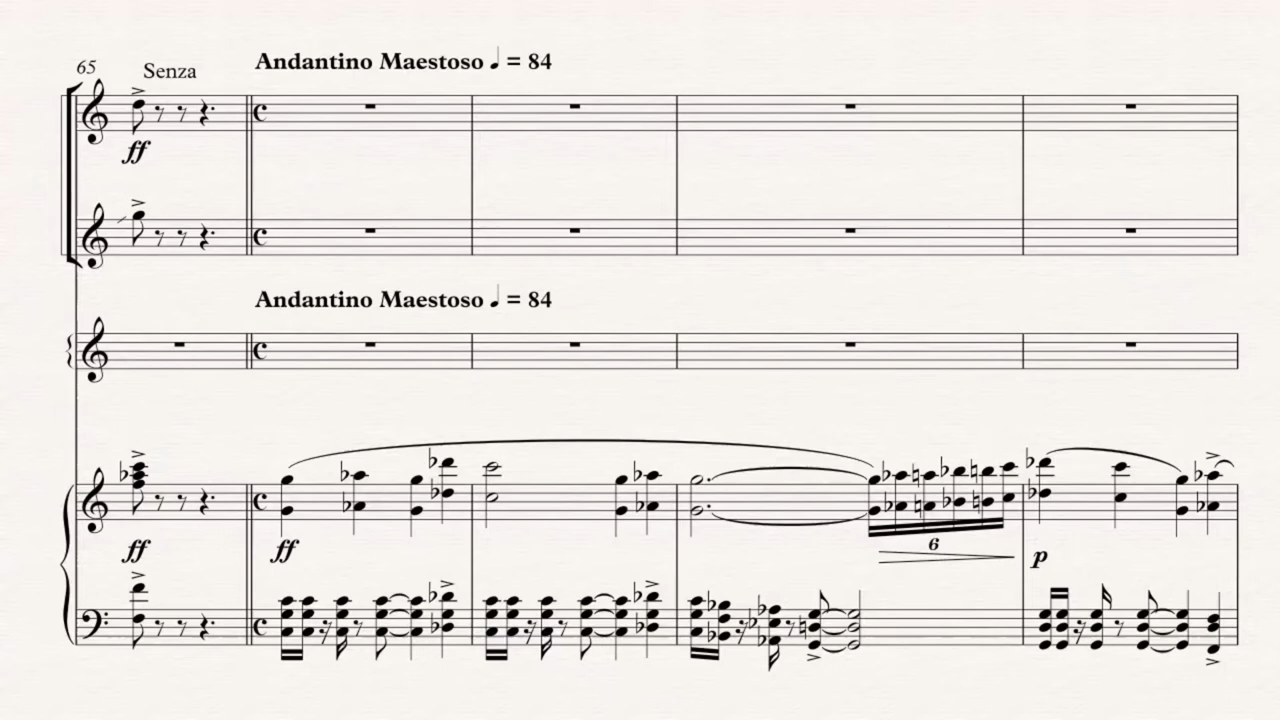 65
Senza
Andantino Maestoso ♩ = 84
ff
Andantino Maestoso ♩ = 84
ff
ff
6
p